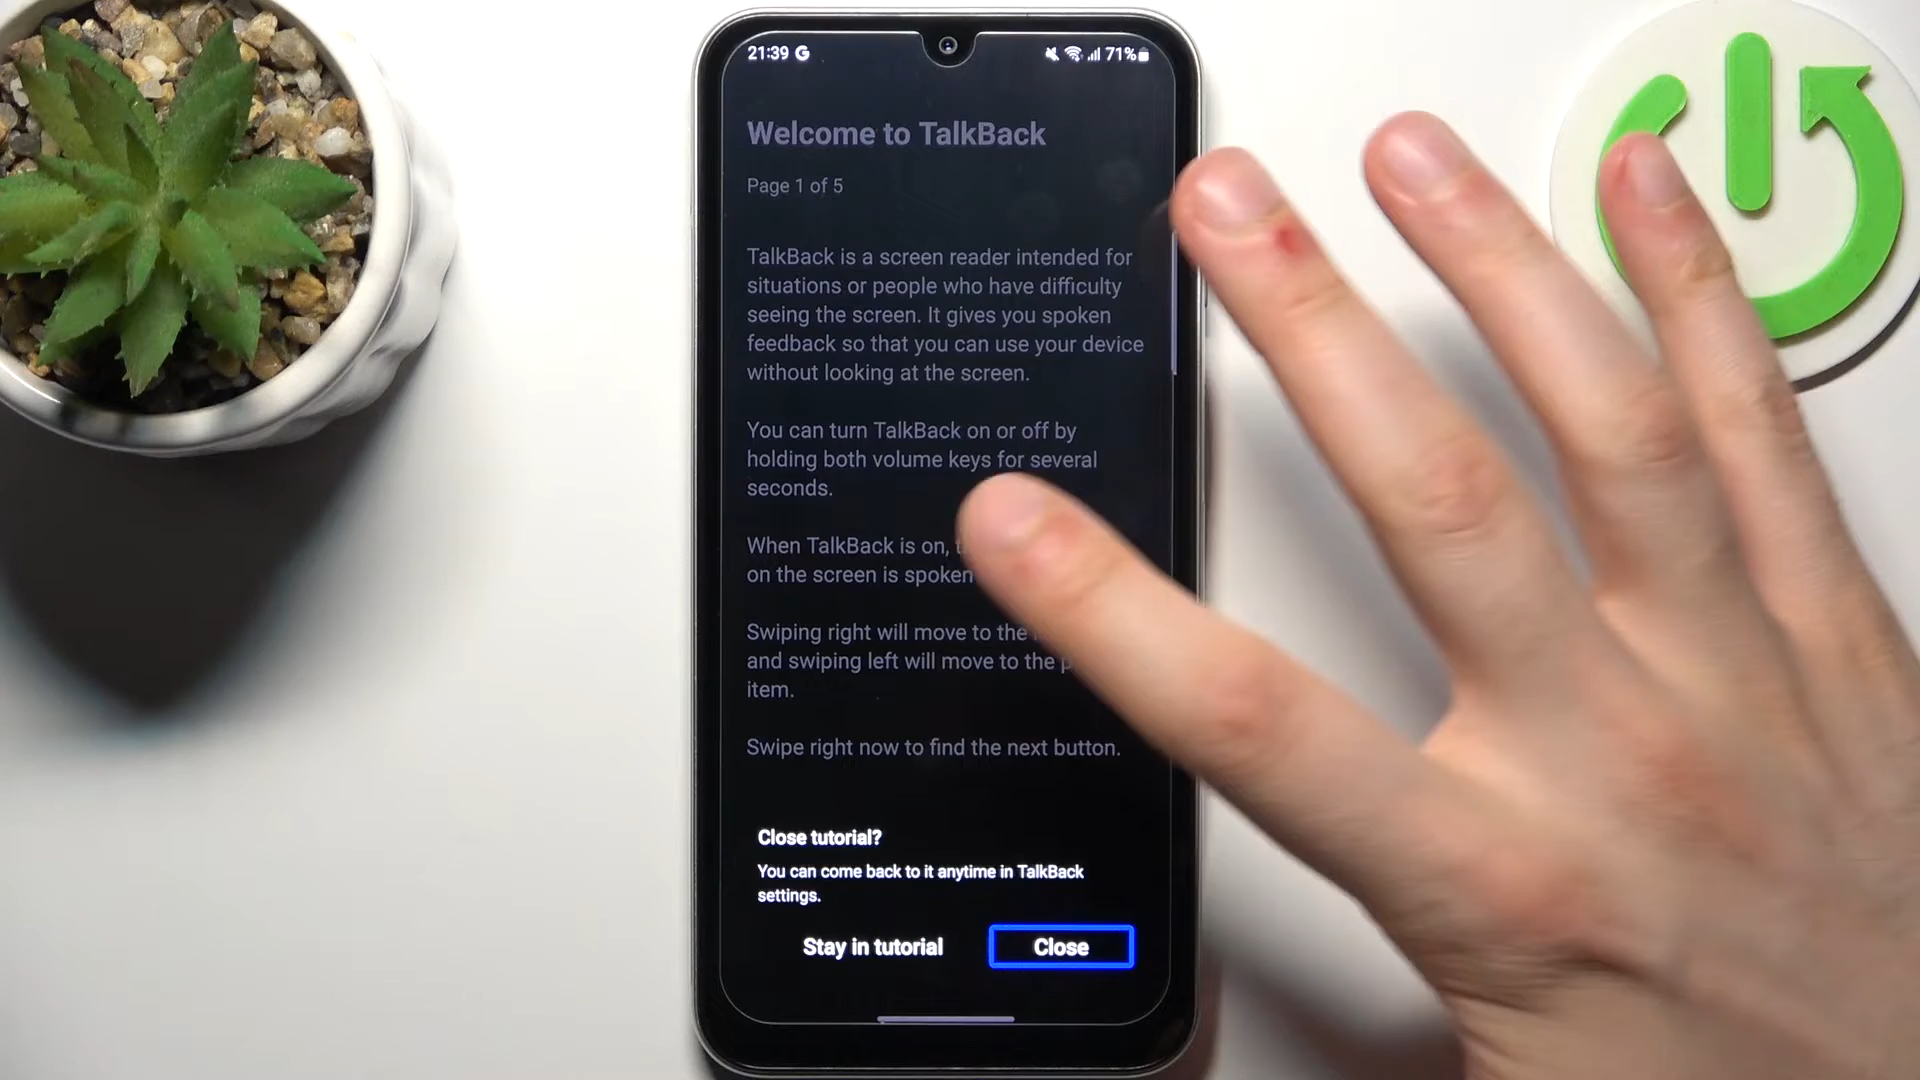 21:39 G
71%
Welcome to TalkBack
Page 1 of 5
TalkBack is a screen reader intended for
situations or people who have difficulty
seeing the screen. It gives you spoken
feedback so that you can use your device
without looking at the screen.
You can turn TalkBack on or off by
holding both volume keys for several
seconds.
When TalkBack is on,
on the screen is spoken
Swiping right will move to the
and swiping left will move to the
item.
Swipe right now to find the next button.
Close tutorial?
You can come back to it anytime in TalkBack
settings.
Stay in tutorial
Close